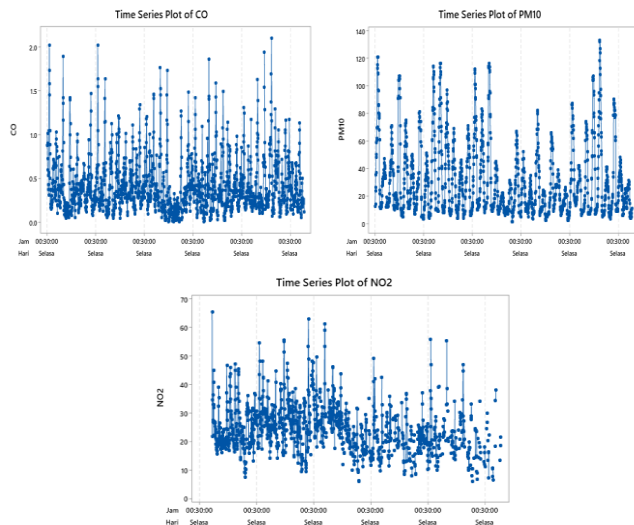 Time Series Plot of CO
2.0
1.5
1.0
0.5
0.0
CO
Jam 00:30:00 00:30:00 00:30:00 00:30:00 00:30:00 00:30:00
Hari Selasa Selasa Selasa Selasa Selasa Selasa
Time Series Plot of PM10
140
120
100
80
60
40
20
0
PM10
Jam 00:30:00 00:30:00 00:30:00 00:30:00 00:30:00 00:30:00
Hari Selasa Selasa Selasa Selasa Selasa Selasa
Time Series Plot of NO2
70
60
50
40
30
20
10
0
NO2
Jam 00:30:00 00:30:00 00:30:00 00:30:00 00:30:00 00:30:00
Hari Selasa Selasa Selasa Selasa Selasa Selasa